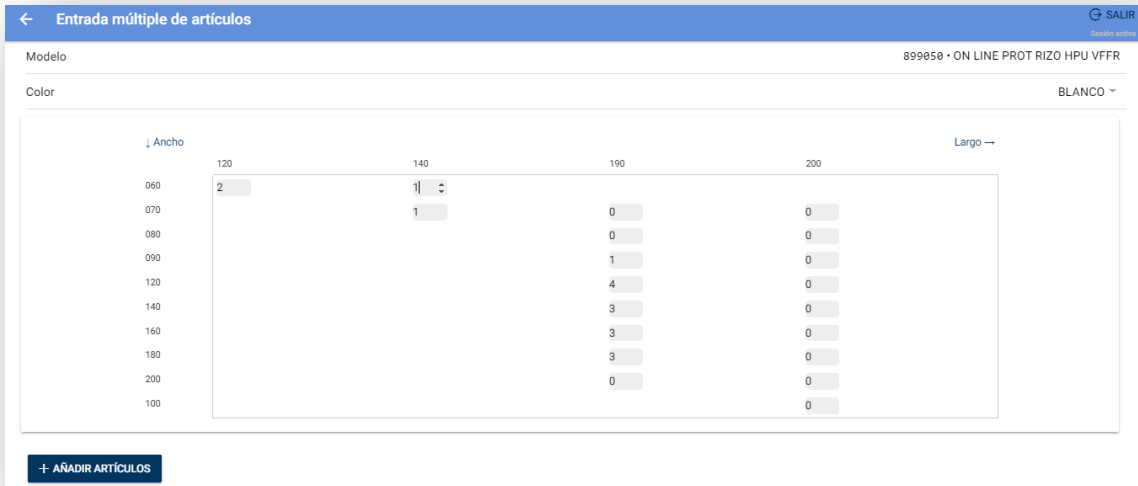 ← Entrada múltiple de artículos SALIR
Sesión activa
Modelo 899050 • ON LINE PROT RIZO HPU VFFR
Color BLANCO
↓ Ancho Largo →
120 140 190 200
060 2 1
070 1 0 0
080 0 0
090 1 0
120 4 0
140 3 0
160 3 0
180 3 0
200 0 0
100 0
+ AÑADIR ARTÍCULOS